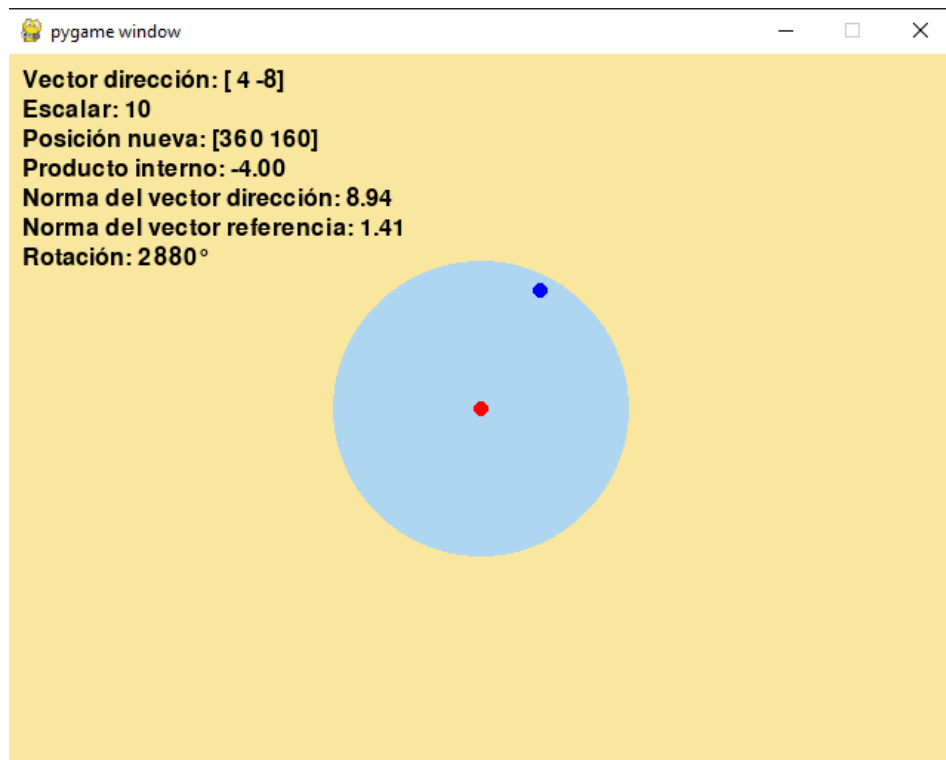 pygame window
Vector dirección: [ 4 -8]
Escalar: 10
Posición nueva: [360 160]
Producto interno: -4.00
Norma del vector dirección: 8.94
Norma del vector referencia: 1.41
Rotación: 2880°